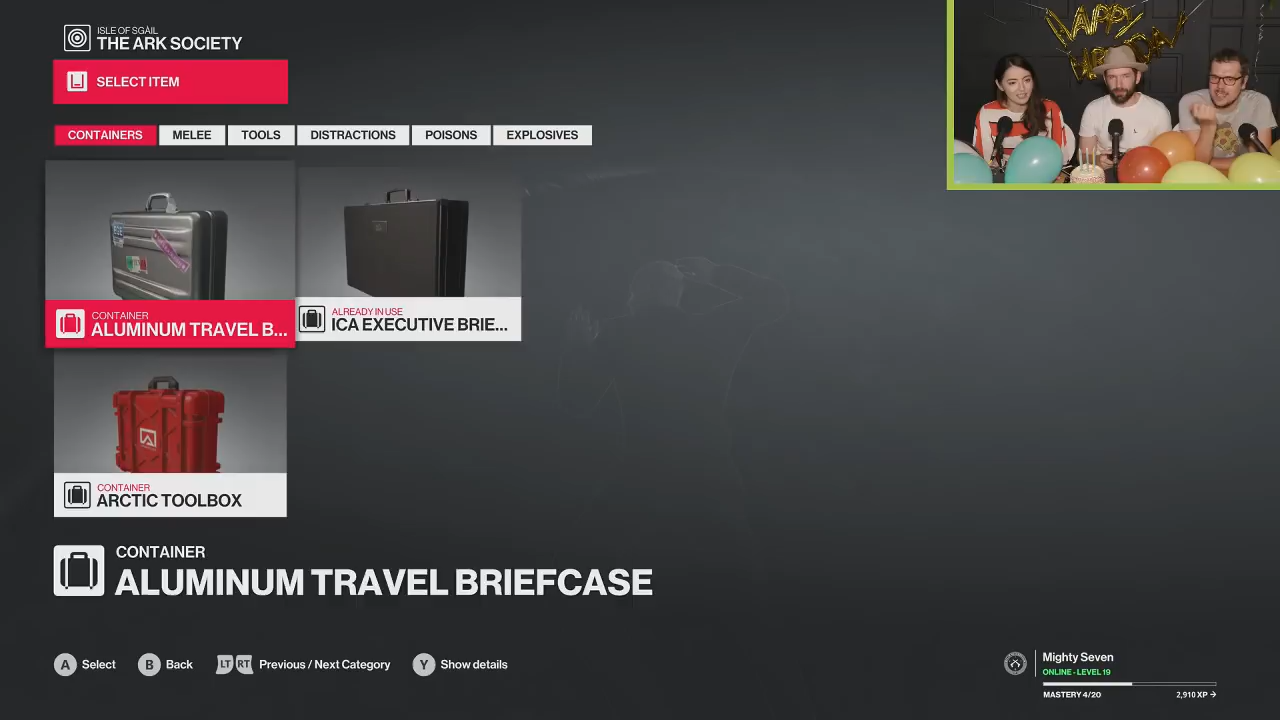 ISLE OF SGÀIL
THE ARK SOCIETY
SELECT ITEM
CONTAINERS MELEE TOOLS DISTRACTIONS POISONS EXPLOSIVES
CONTAINER
ALUMINUM TRAVEL B...
ALREADY IN USE
ICA EXECUTIVE BRIE...
CONTAINER
ARCTIC TOOLBOX
CONTAINER
ALUMINUM TRAVEL BRIEFCASE
A Select B Back LT RT Previous / Next Category Y Show details
Mighty Seven
ONLINE - LEVEL 19
MASTERY 4/20 2,910 XP →
HAPPY